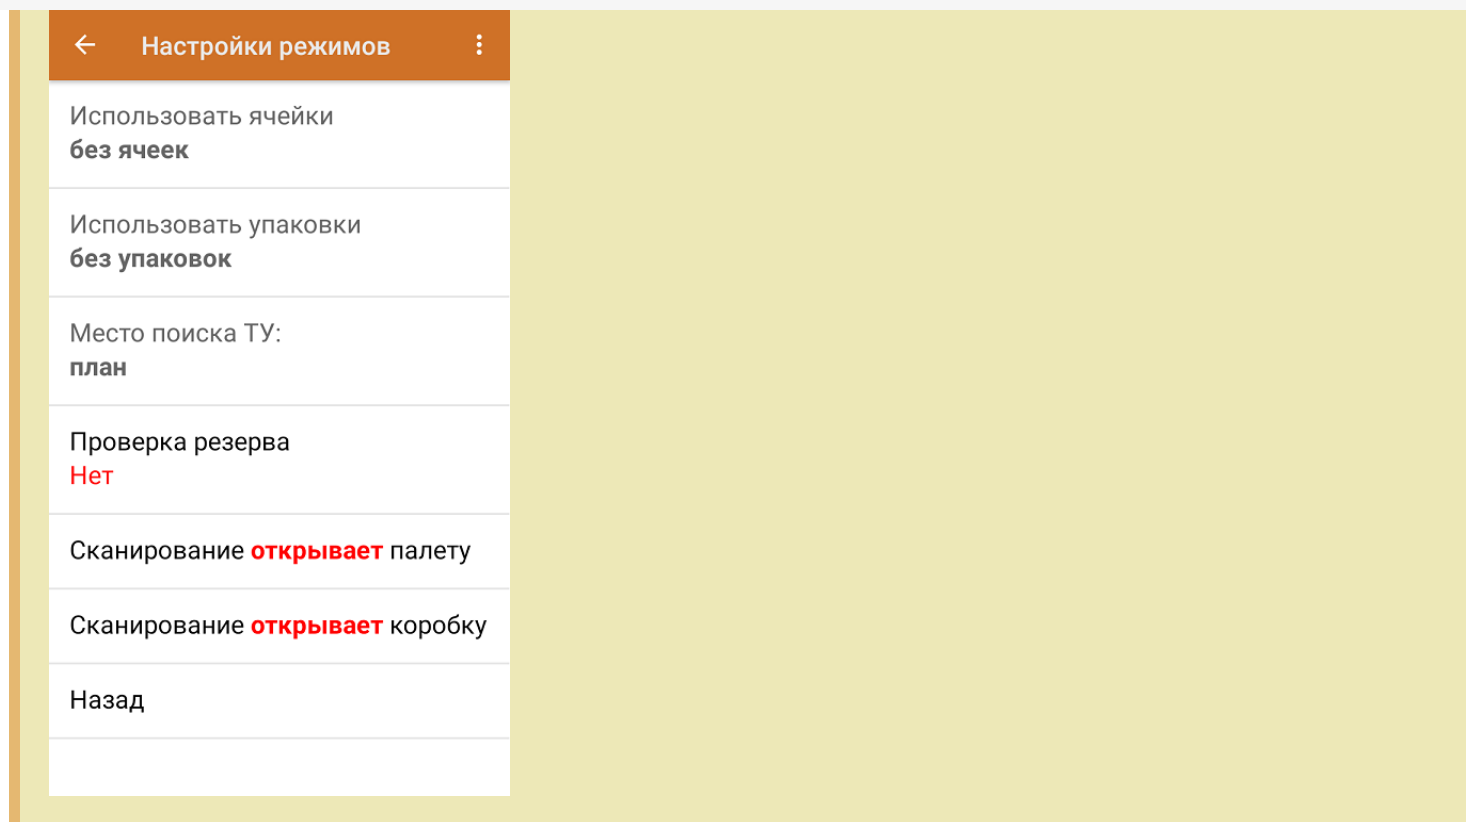 Настройки режимов
Использовать ячейки
без ячеек
Использовать упаковки
без упаковок
Место поиска ТУ:
план
Проверка резерва
Нет
Сканирование открывает палету
Сканирование открывает коробку
Назад